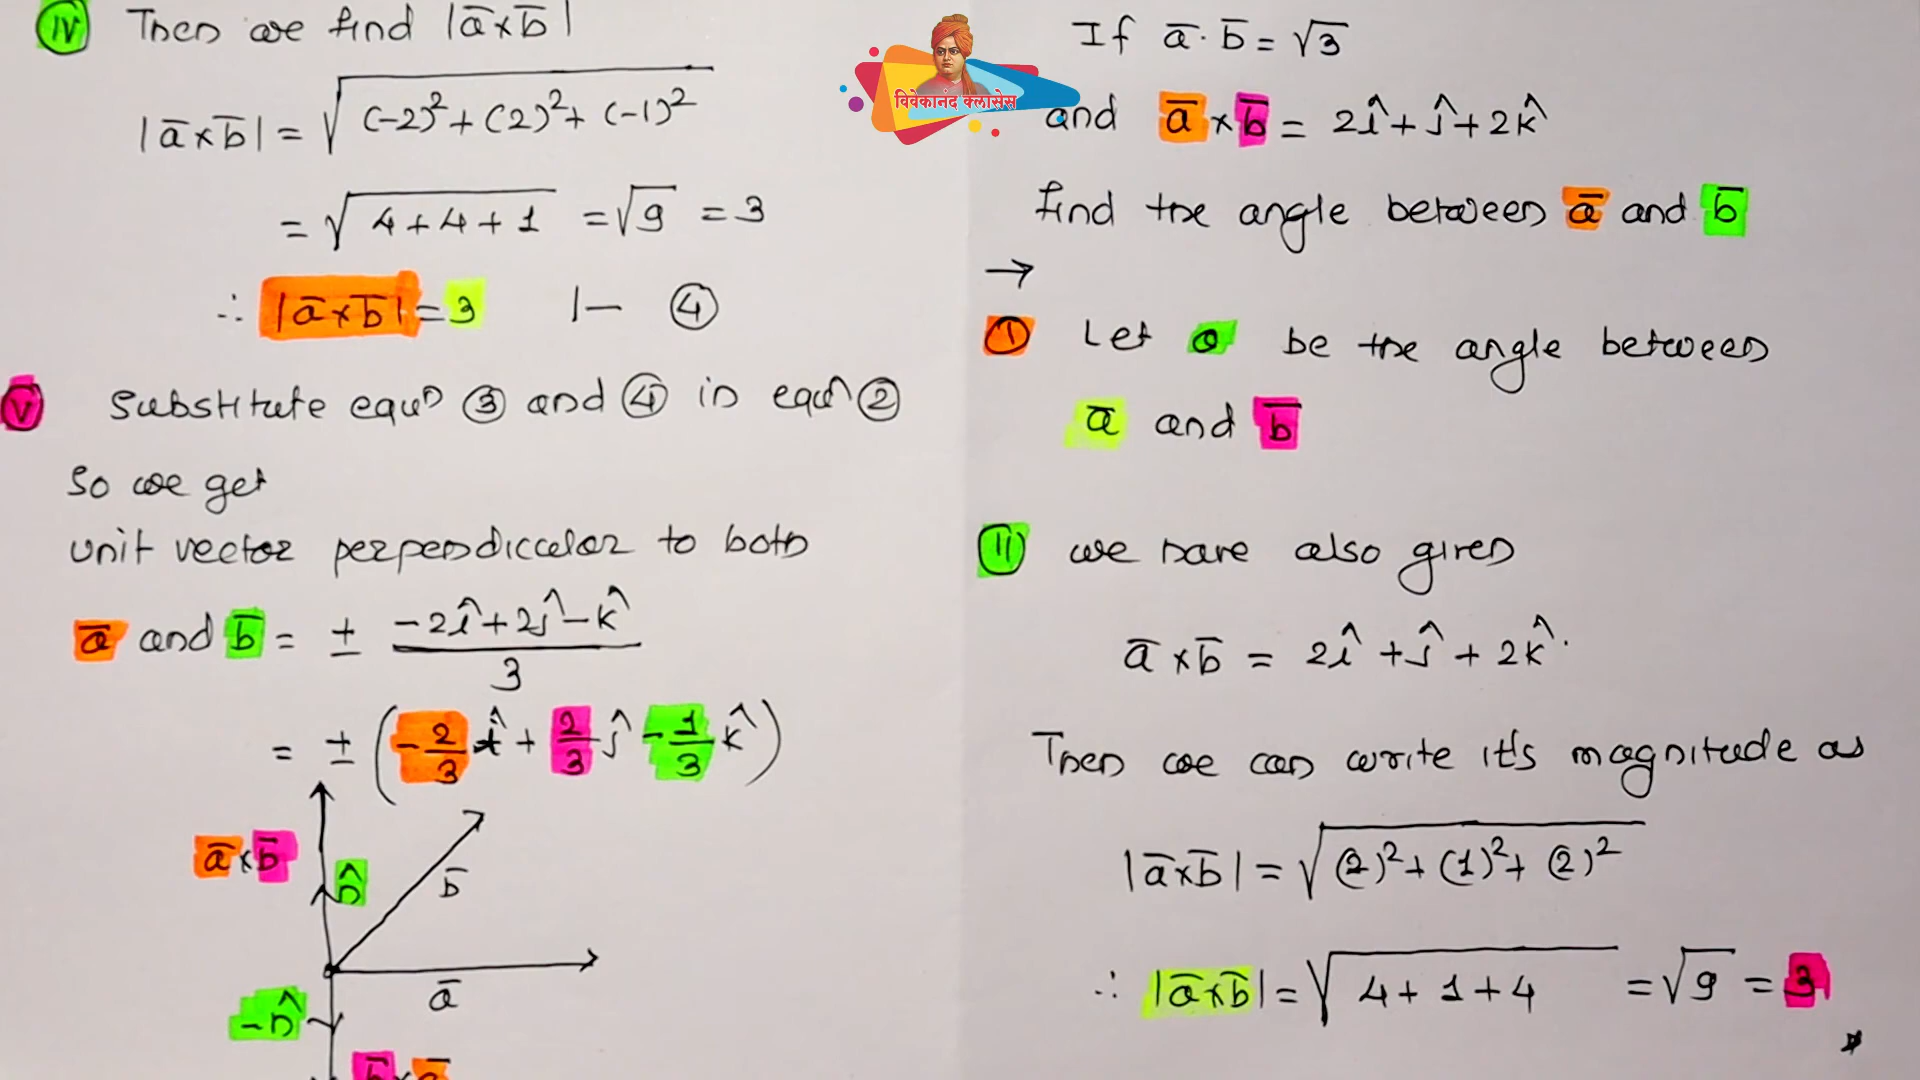 IV Then we find |a̅×b̅|
|a̅×b̅| = √(-2)²+(2)²+(-1)²
= √4+4+1 = √9 = 3
∴ |a̅×b̅| = 3 |— ④
V Substitute equn ③ and ④ in equn ②
So we get
unit vector perpendicular to both
a̅ and b̅ = ± -2î+2ĵ-k̂ / 3
= ± (-2/3 î + 2/3 ĵ - 1/3 k̂)
a̅×b̅
n̂
b̅
a̅
-n̂
b̅×a̅
विवेकानंद क्लासेस
If a̅·b̅ = √3
and a̅×b̅ = 2î+ĵ+2k̂
find the angle between a̅ and b̅
→
I Let θ be the angle between
a̅ and b̅
II we have also given
a̅×b̅ = 2î+ĵ+2k̂.
Then we can write it's magnitude as
|a̅×b̅| = √(2)²+(1)²+(2)²
∴ |a̅×b̅| = √4+1+4 = √9 = 3